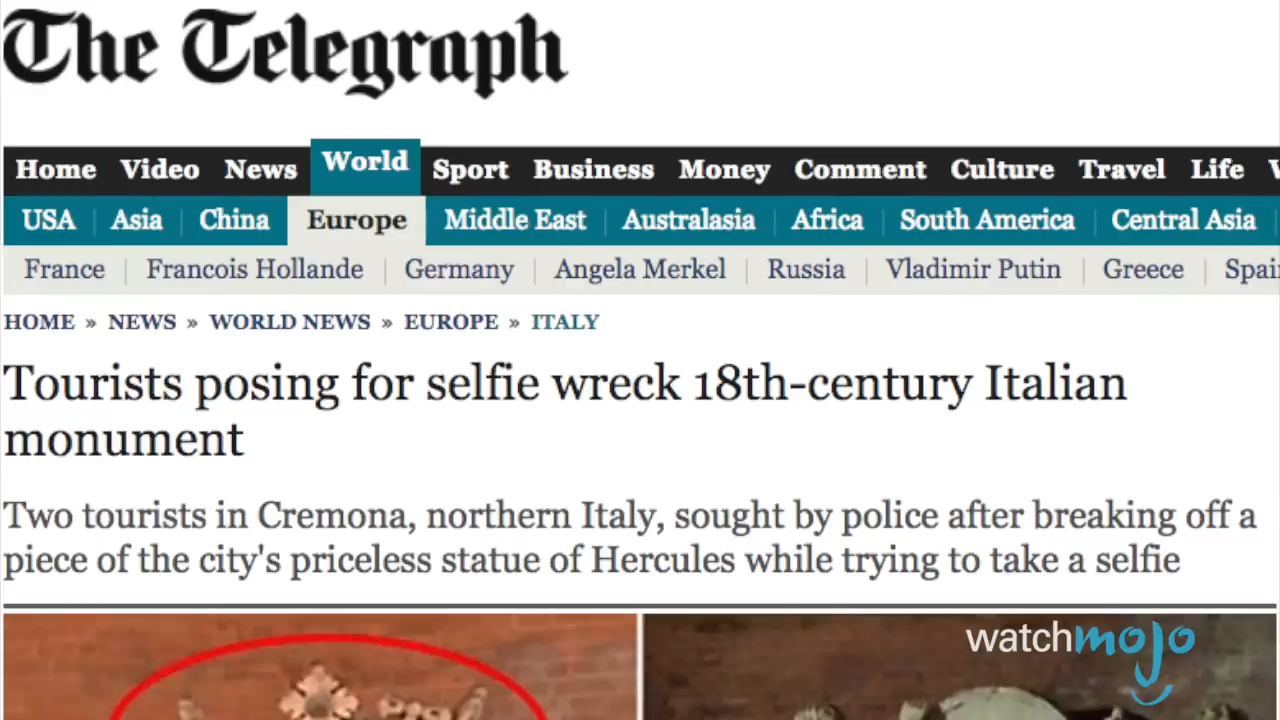 The Telegraph
Home Video News World Sport Business Money Comment Culture Travel Life
USA Asia China Europe Middle East Australasia Africa South America Central Asia
France Francois Hollande Germany Angela Merkel Russia Vladimir Putin Greece
HOME » NEWS » WORLD NEWS » EUROPE » ITALY
Tourists posing for selfie wreck 18th-century Italian
monument
Two tourists in Cremona, northern Italy, sought by police after breaking off a
piece of the city's priceless statue of Hercules while trying to take a selfie
watchmojo